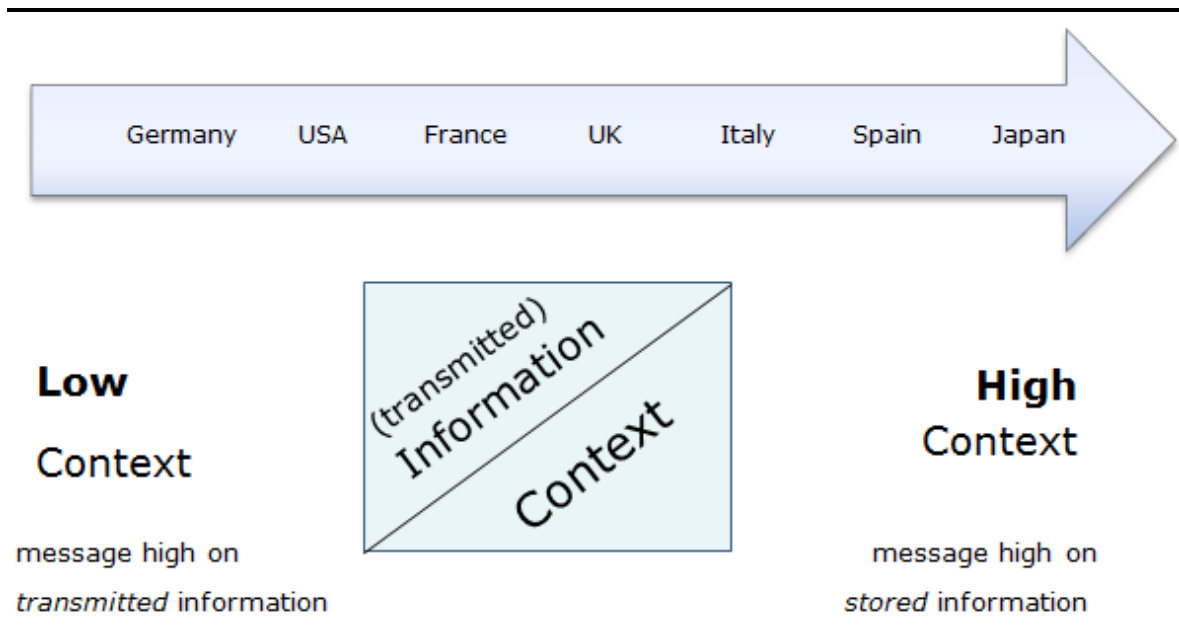 Germany USA France UK Italy Spain Japan
(transmitted)
Information
Context
Low
Context
message high on
transmitted information
High
Context
message high on
stored information